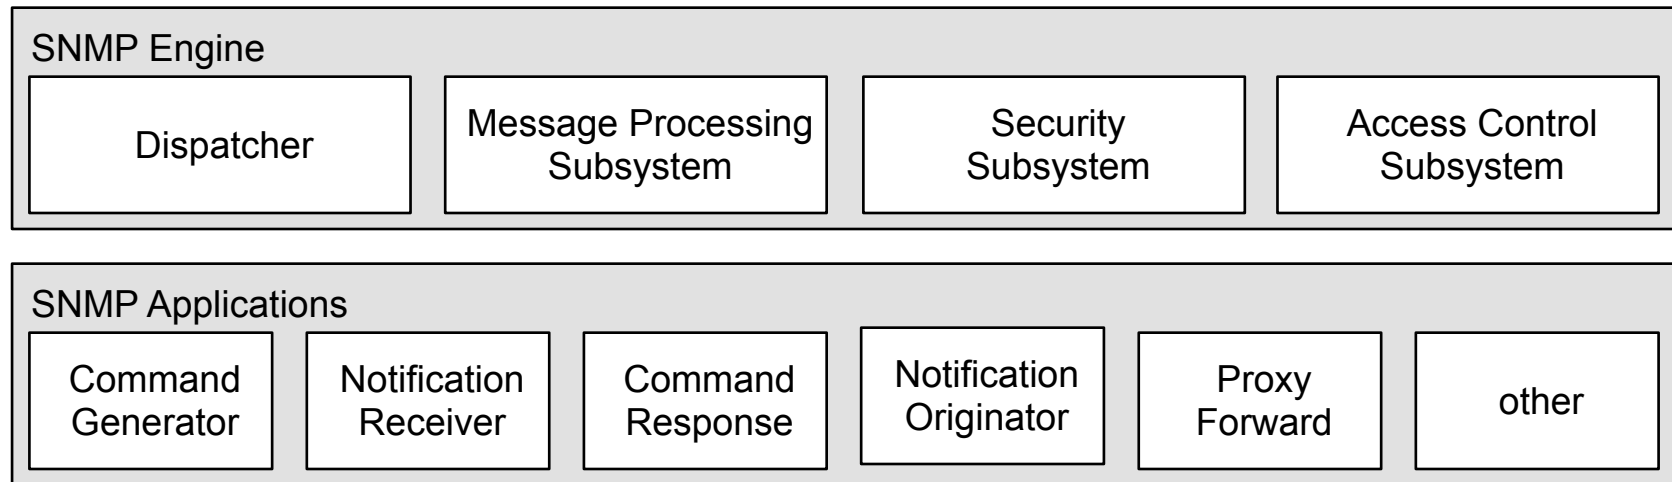 SNMP Engine
Dispatcher
Message Processing
Subsystem
Security
Subsystem
Access Control
Subsystem
SNMP Applications
Command
Generator
Notification
Receiver
Command
Response
Notification
Originator
Proxy
Forward
other